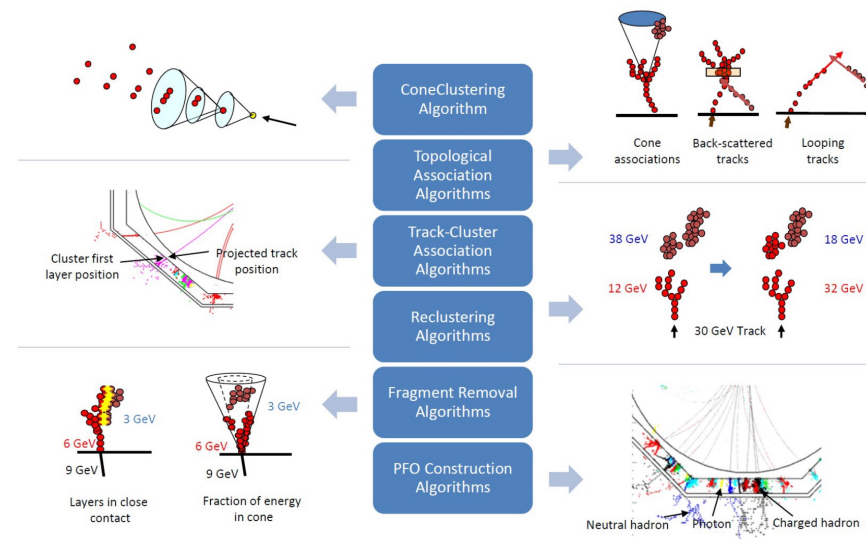 ConeClustering
Algorithm
Topological
Association
Algorithms
Track-Cluster
Association
Algorithms
Reclustering
Algorithms
Fragment Removal
Algorithms
PFO Construction
Algorithms
Cone
associations
Back-scattered
tracks
Looping
tracks
Cluster first
layer position
Projected track
position
38 GeV
18 GeV
12 GeV
32 GeV
30 GeV Track
3 GeV
6 GeV
9 GeV
Layers in close
contact
3 GeV
6 GeV
9 GeV
Fraction of energy
in cone
Neutral hadron
Photon
Charged hadron